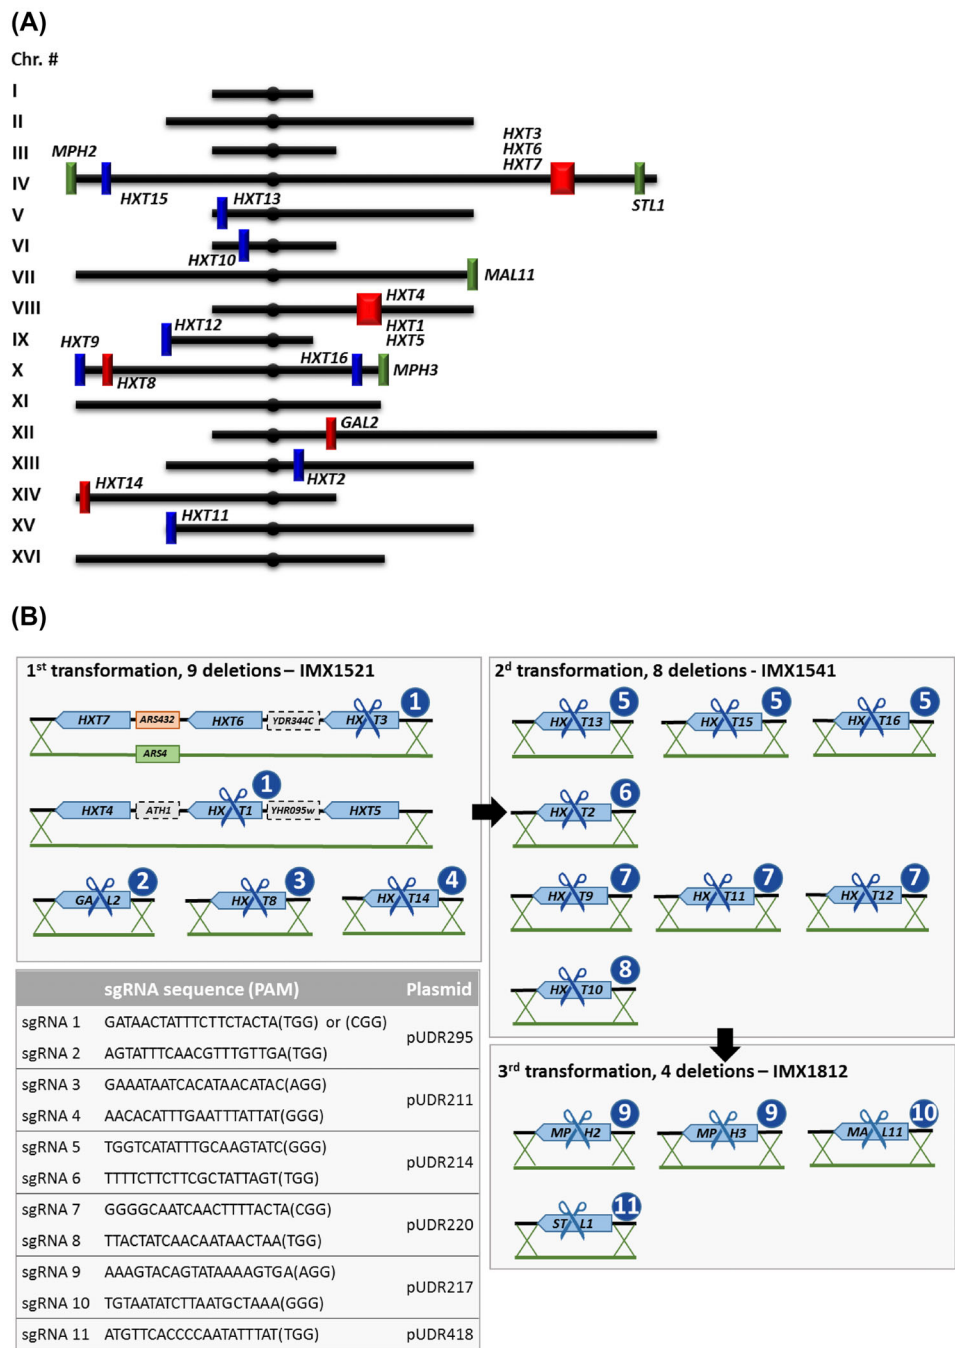 (A)
Chr. #
I
II
III
IV
V
VI
VII
VIII
IX
X
XI
XII
XIII
XIV
XV
XVI
MPH2
HXT15
HXT3
HXT6
HXT7
STL1
HXT13
HXT10
MAL11
HXT4
HXT1
HXT5
HXT12
HXT9
HXT8
HXT16
MPH3
GAL2
HXT2
HXT14
HXT11
(B)
1st transformation, 9 deletions – IMX1521
HXT7 ARS432 HXT6 YDR344C HX T3 1
ARS4
HXT4 ATH1 HX T1 1 YHR095w HXT5
GA L2 2 HX T8 3 HX T14 4
2d transformation, 8 deletions - IMX1541
HX T13 5 HX T15 5 HX T16 5
HX T2 6
HX T9 7 HX T11 7 HX T12 7
HX T10 8
3rd transformation, 4 deletions – IMX1812
MP H2 9 MP H3 9 MA L11 10
ST L1 11
sgRNA sequence (PAM) Plasmid
sgRNA 1 GATAACTATTTCTTCTACTA(TGG) or (CGG)
pUDR295
sgRNA 2 AGTATTTCAACGTTTGTTGA(TGG)
sgRNA 3 GAAATAATCACATAACATAC(AGG)
pUDR211
sgRNA 4 AACACATTTGAATTTATTAT(GGG)
sgRNA 5 TGGTCATATTTGCAAGTATC(GGG)
pUDR214
sgRNA 6 TTTTCTTCTTCGCTATTAGT(TGG)
sgRNA 7 GGGGCAATCAACTTTTACTA(CGG)
pUDR220
sgRNA 8 TTACTATCAACAATAACTAA(TGG)
sgRNA 9 AAAGTACAGTATAAAAGTGA(AGG)
pUDR217
sgRNA 10 TGTAATATCTTAATGCTAAA(GGG)
sgRNA 11 ATGTTCACCCCAATATTTAT(TGG) pUDR418